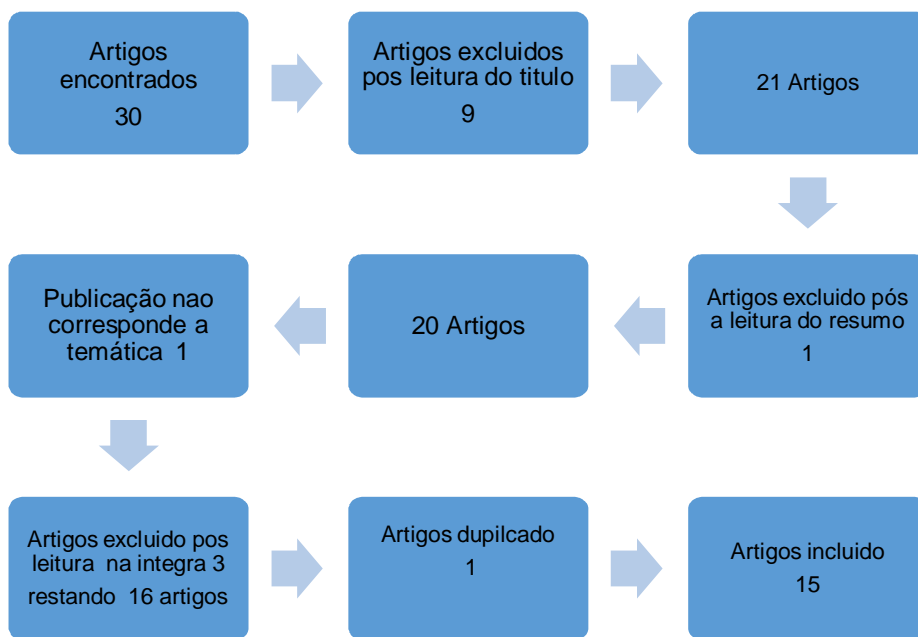 Artigos
encontrados
30
Artigos excluidos
pos leitura do titulo
9
21 Artigos
Artigos excluido pós
a leitura do resumo
1
20 Artigos
Publicação nao
corresponde a
temática 1
Artigos excluido pos
leitura na integra 3
restando 16 artigos
Artigos dupilcado
1
Artigos incluido
15